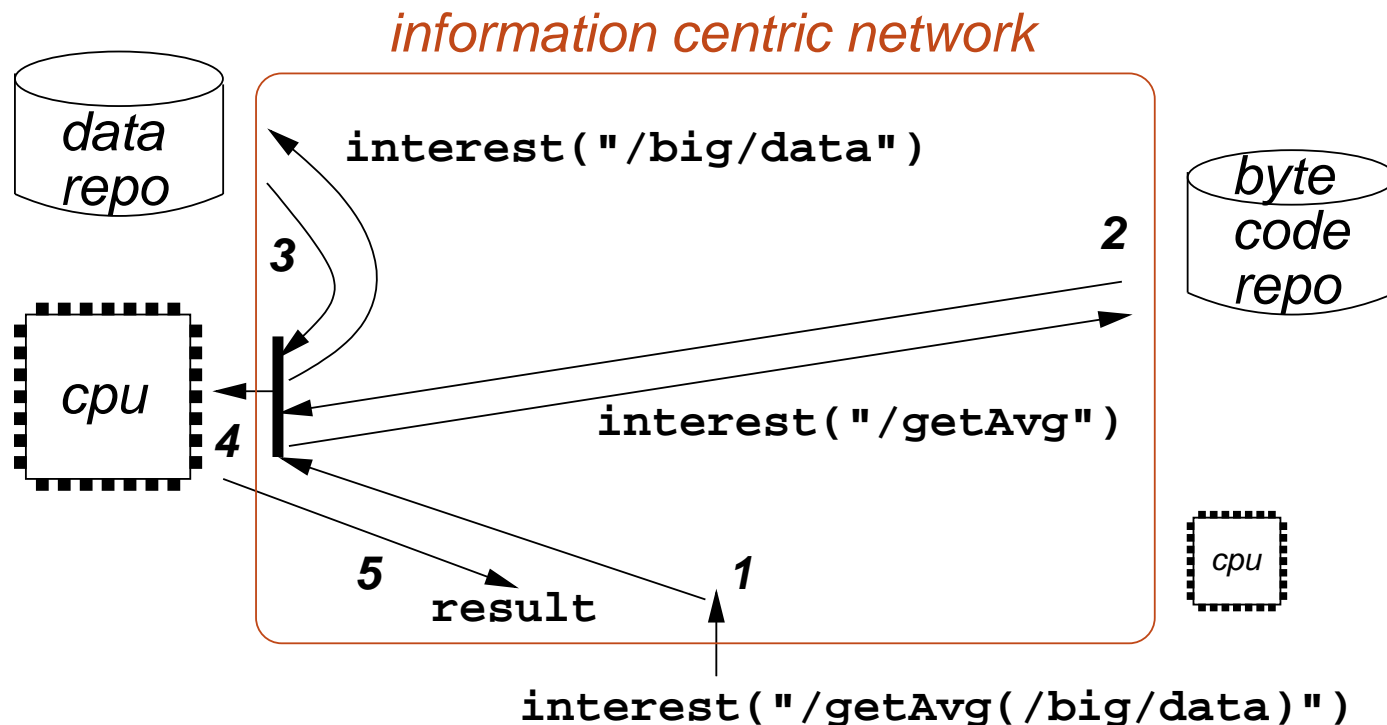 information centric network
data
repo
interest("/big/data")
byte
code
repo
2
3
cpu
interest("/getAvg")
4
cpu
5
1
result
interest("/getAvg(/big/data)")